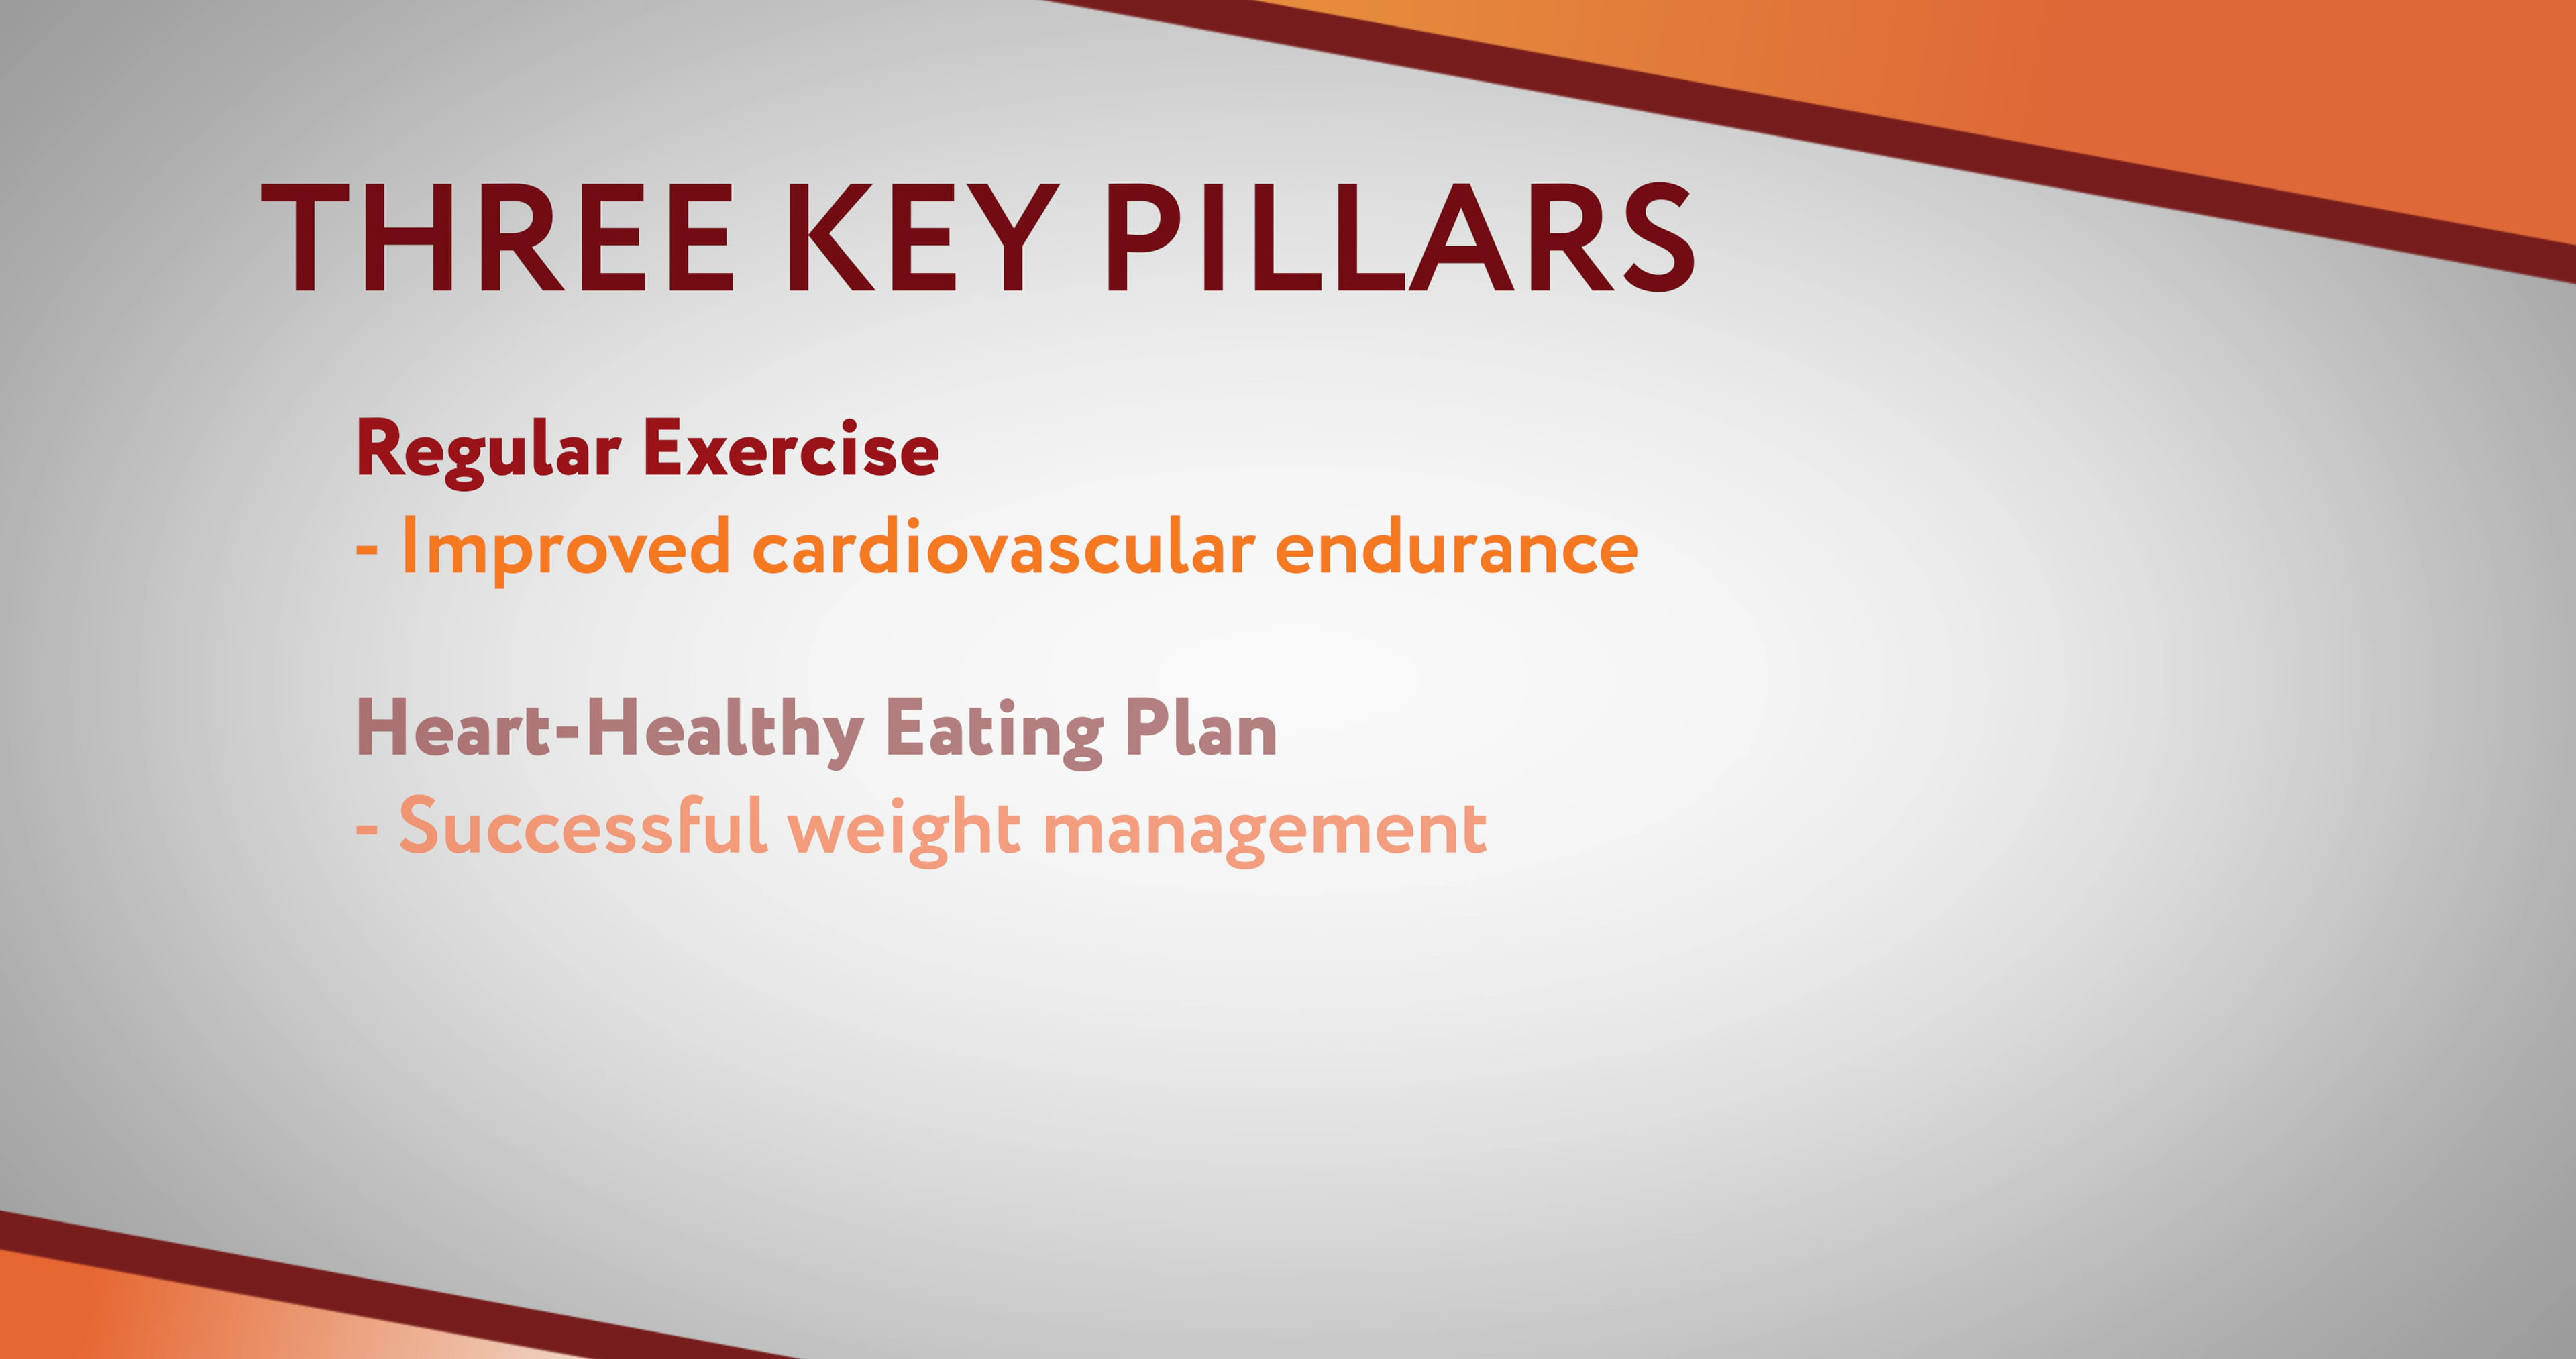 THREE KEY PILLARS
Regular Exercise
- Improved cardiovascular endurance
Heart-Healthy Eating Plan
- Successful weight management